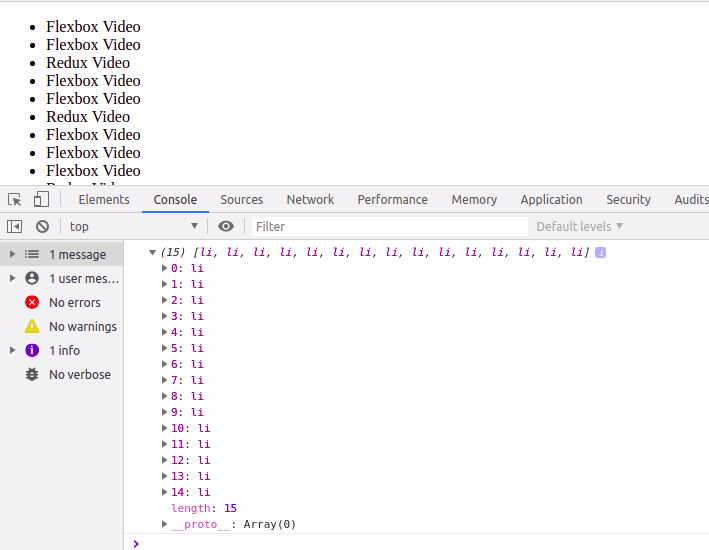 Flexbox Video
Flexbox Video
Redux Video
Flexbox Video
Flexbox Video
Redux Video
Flexbox Video
Flexbox Video
Flexbox Video
Elements Console Sources Network Performance Memory Application Security Audits
top Filter Default levels
1 message
1 user mes…
No errors
No warnings
1 info
No verbose
(15) [li, li, li, li, li, li, li, li, li, li, li, li, li, li, li]
0: li
1: li
2: li
3: li
4: li
5: li
6: li
7: li
8: li
9: li
10: li
11: li
12: li
13: li
14: li
length: 15
__proto__: Array(0)